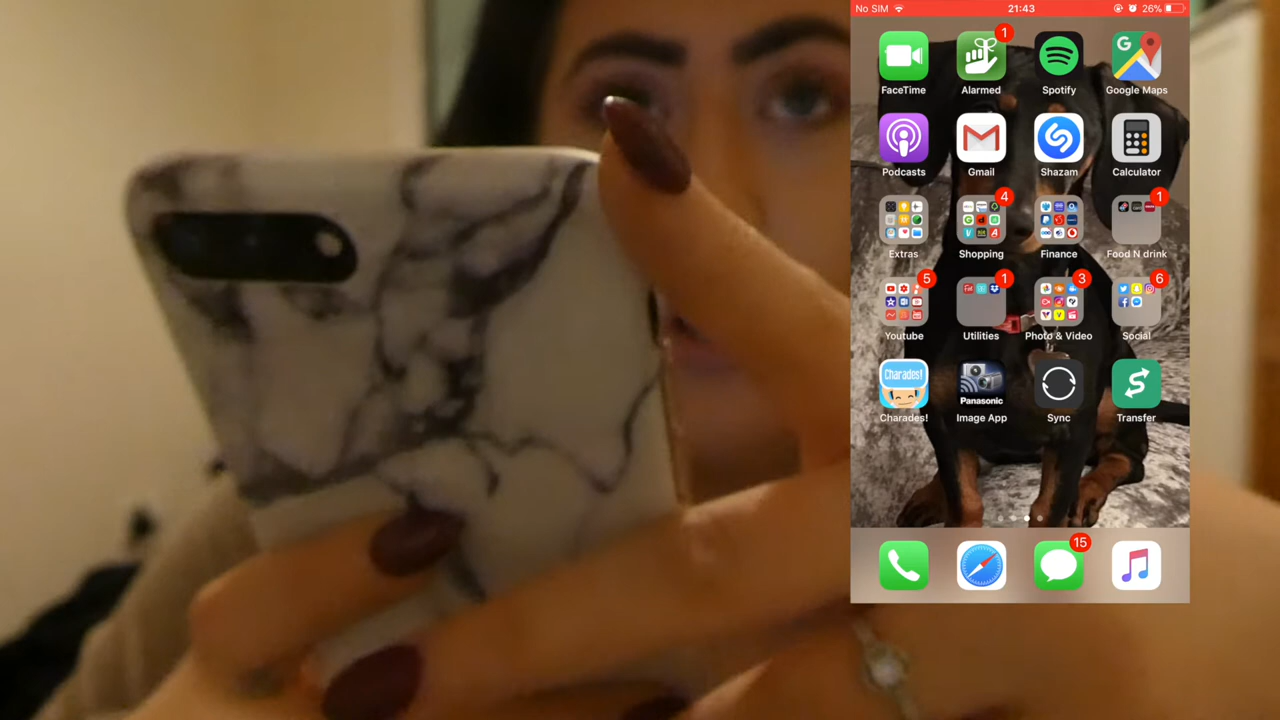 No SIM 21:43 26%
1
FaceTime Alarmed Spotify Google Maps
Podcasts Gmail Shazam Calculator
4 1
Extras Shopping Finance Food N drink
5 1 3 6
Youtube Utilities Photo & Video Social
Charades!
Panasonic
Charades! Image App Sync Transfer
15